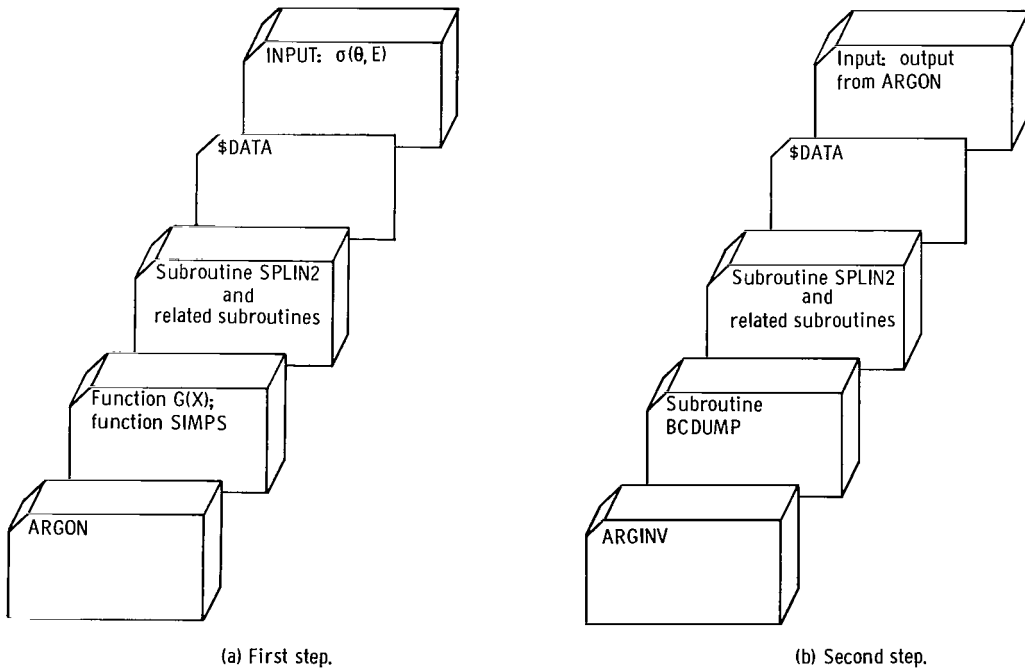 INPUT: σ(θ, E)
$DATA
Subroutine SPLIN2
and
related subroutines
Function G(X);
function SIMPS
ARGON
(a) First step.
Input: output
from ARGON
$DATA
Subroutine SPLIN2
and
related subroutines
Subroutine
BCDUMP
ARGINV
(b) Second step.